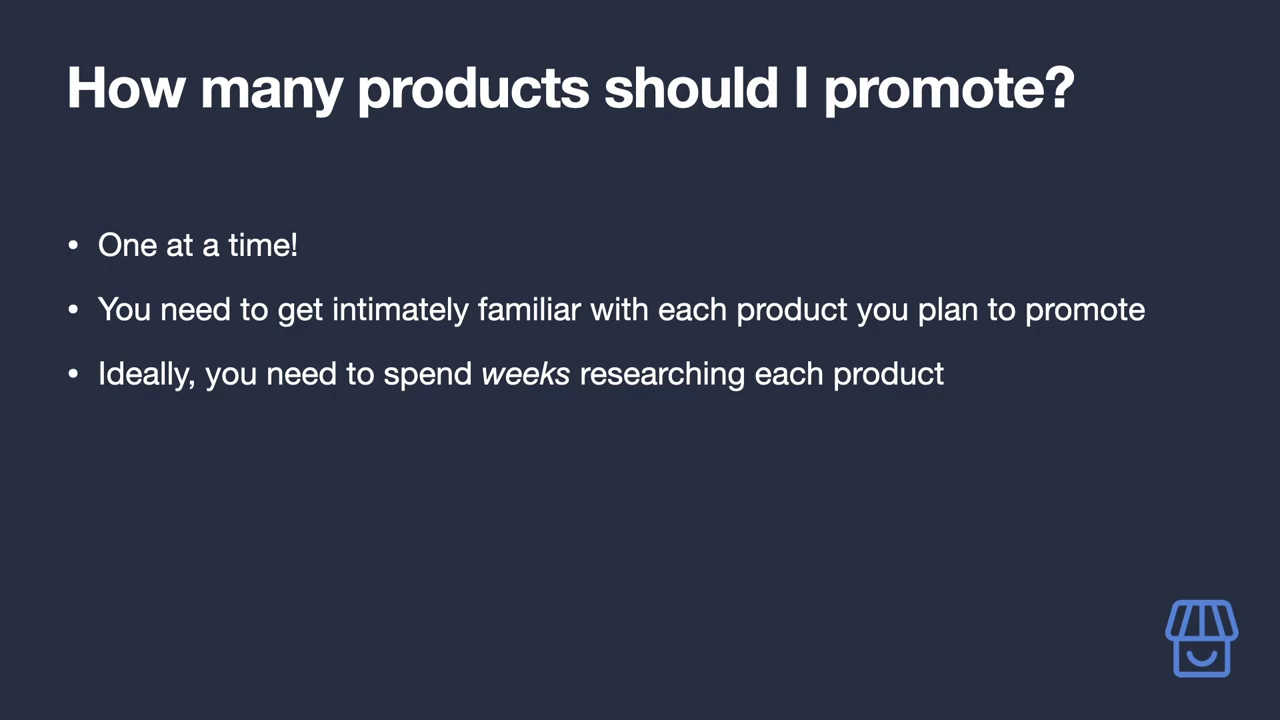 How many products should I promote?
• One at a time!
• You need to get intimately familiar with each product you plan to promote
• Ideally, you need to spend weeks researching each product